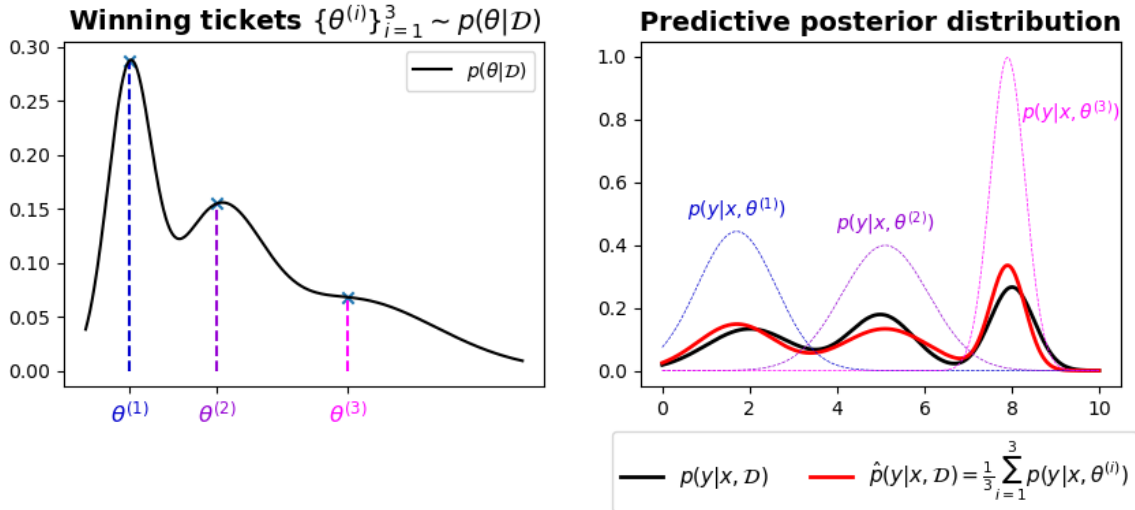 Winning tickets {θ^{(i)}}_{i=1}^{3} ~ p(θ|𝒟)
0.30
0.25
0.20
0.15
0.10
0.05
0.00
p(θ|𝒟)
θ^{(1)}
θ^{(2)}
θ^{(3)}
Predictive posterior distribution
1.0
0.8
0.6
0.4
0.2
0.0
p(y|x, θ^{(3)})
p(y|x, θ^{(1)})
p(y|x, θ^{(2)})
0 2 4 6 8 10
p(y|x, 𝒟)
p̂(y|x, 𝒟) = \frac{1}{3}\sum_{i=1}^{3} p(y|x, θ^{(i)})